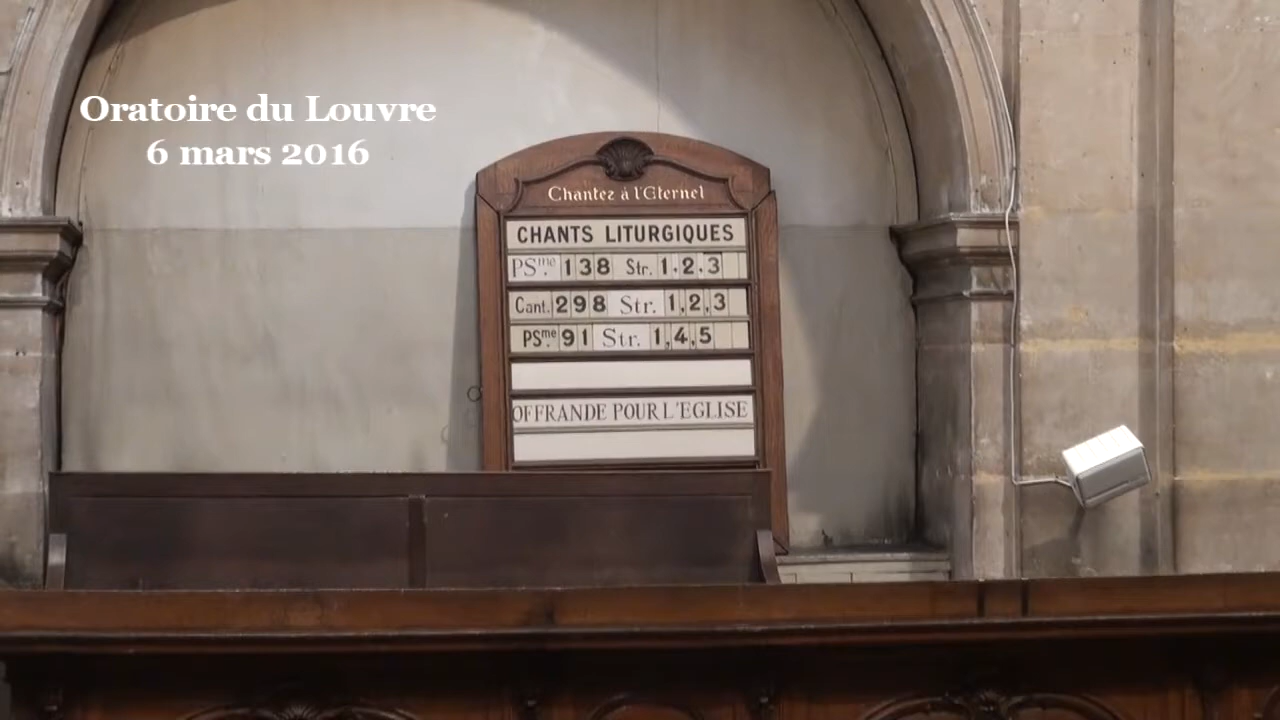 Oratoire du Louvre
6 mars 2016
Chantez à l'Eternel
CHANTS LITURGIQUES
PSme. 138 Str. 1.2.3
Cant. 298 Str. 1,2,3
PSme. 91 Str. 1,4,5
OFFRANDE POUR L'EGLISE